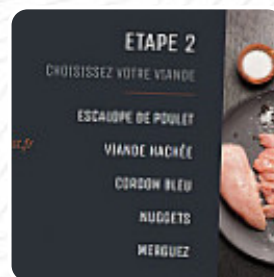 ETAPE 2
CHOISISSEZ VOTRE VIANDE
ESCALOPE DE POULET
VIANDE HACHÉE
CORDON BLEU
NUGGETS
MERGUEZ